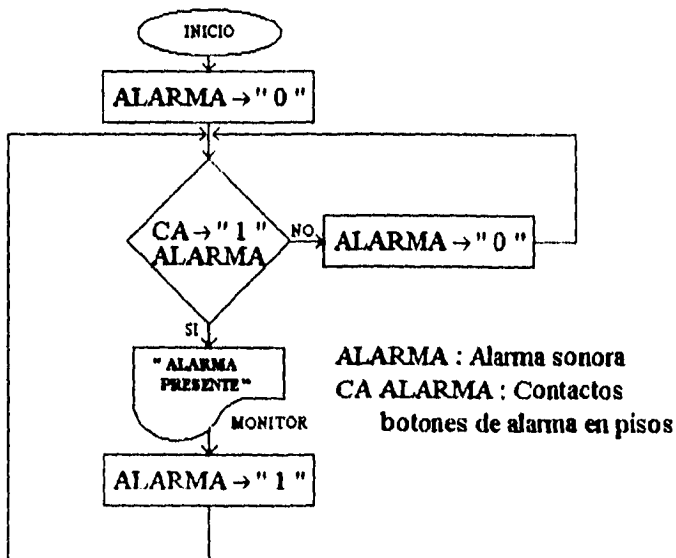 INICIO
ALARMA → " 0 "
CA → " 1 "
ALARMA
NO
ALARMA → " 0 "
SI
" ALARMA
PRESENTE "
MONITOR
ALARMA → " 1 "
ALARMA : Alarma sonora
CA ALARMA : Contactos
botones de alarma en pisos